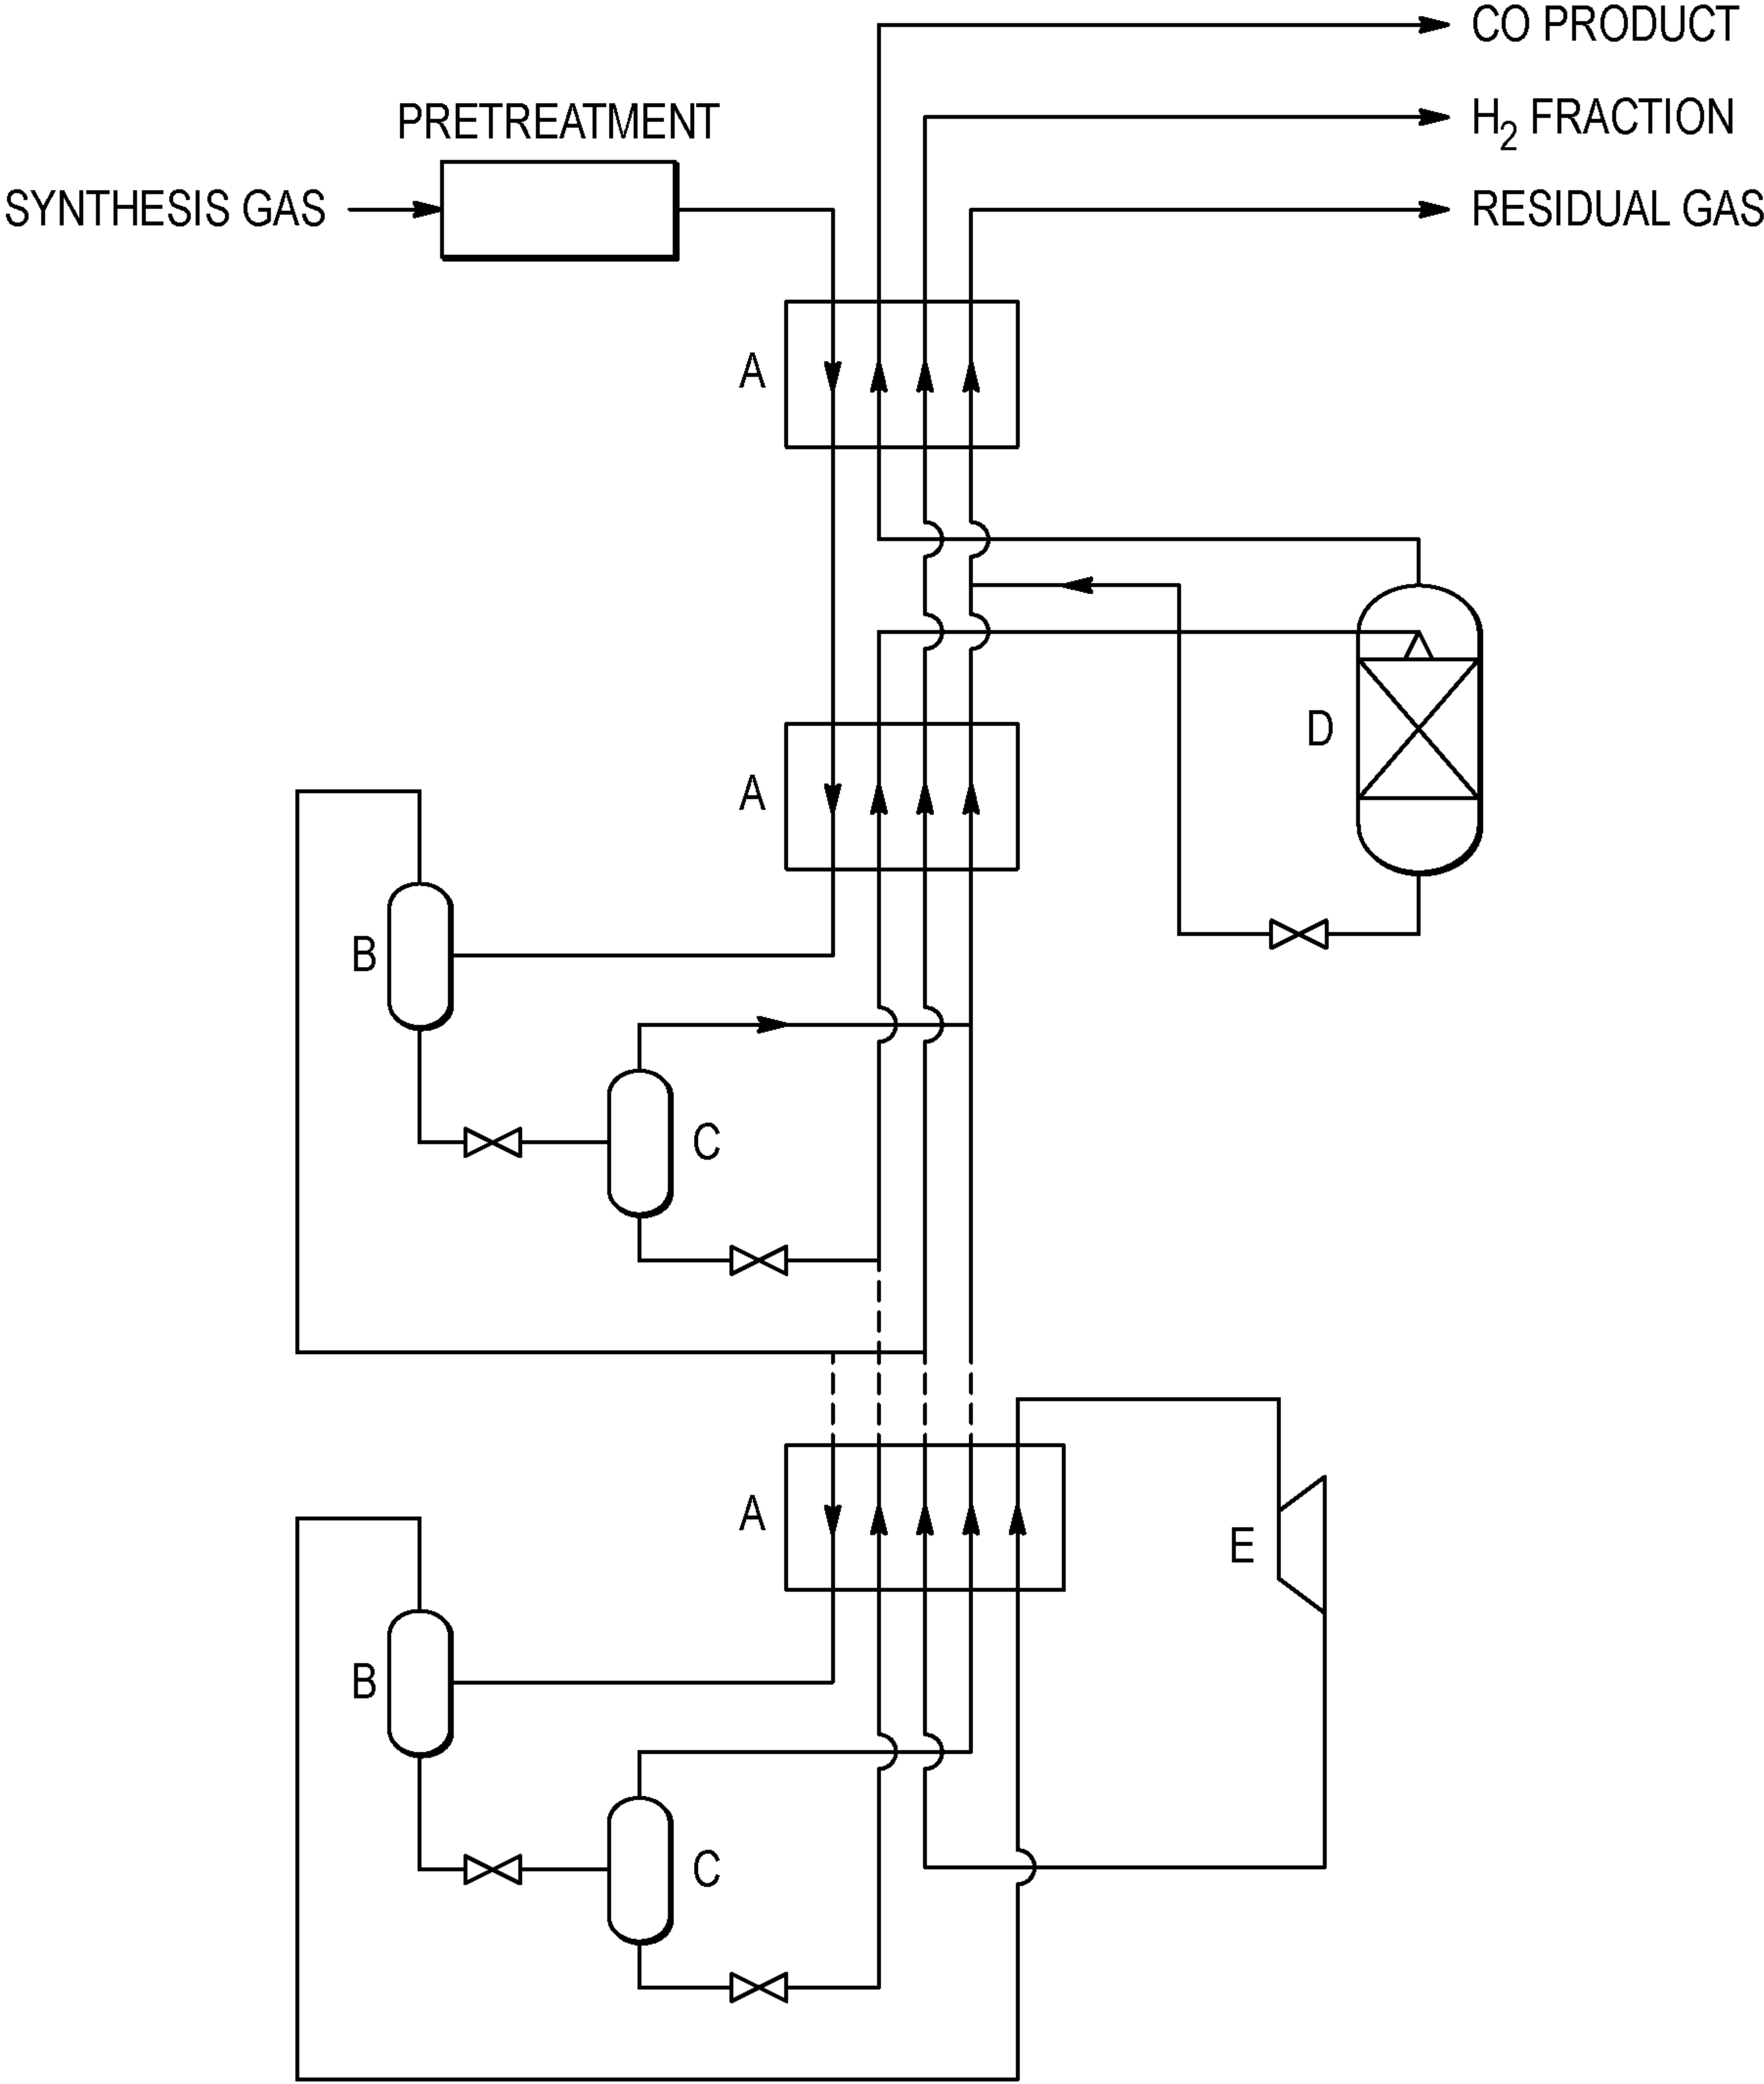 CO PRODUCT
PRETREATMENT
H2 FRACTION
SYNTHESIS GAS
RESIDUAL GAS
A
D
A
B
C
A
E
B
C